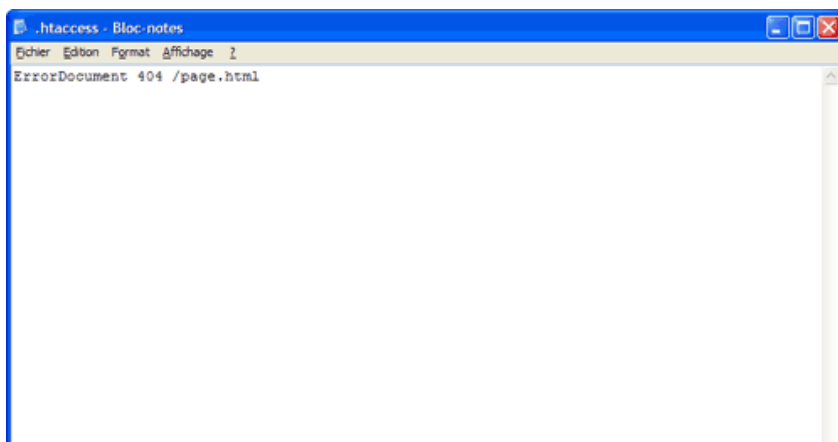 .htaccess - Bloc-notes
Fichier Edition Format Affichage ?
ErrorDocument 404 /page.html